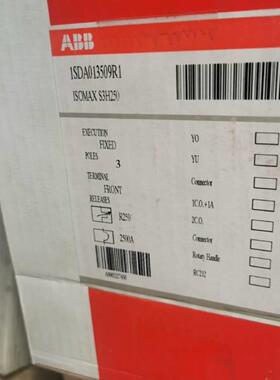 ABB
1SDA013509R1
ISOMAX S3H250
EXECUTION
FIXED
POLES
3
TERMINAL
FRONT
RELEASES
R250
2500A
YO
YU
Connector
1C.O.+1A
2C.O.
Connector
Rotary Handle
RC212